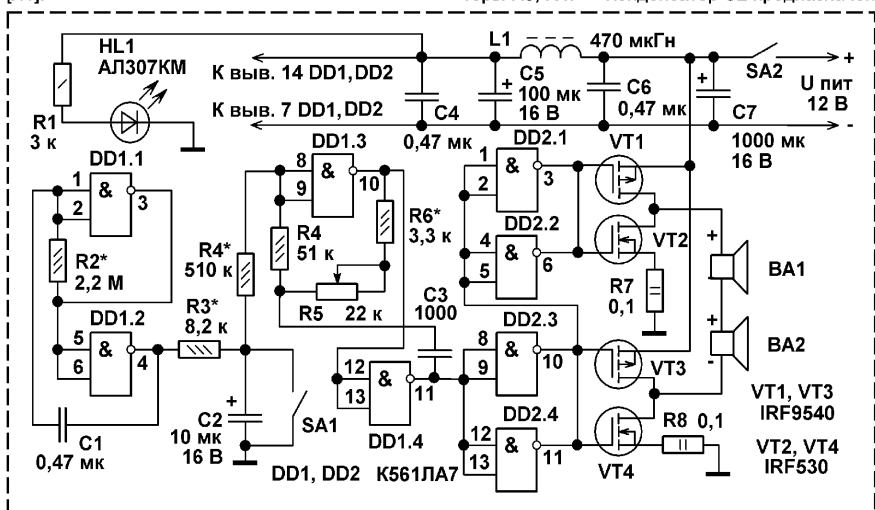 HL1
АЛ307КМ
R1
3 к
К выв. 14 DD1, DD2
К выв. 7 DD1, DD2
L1
470 мкГн
C4
0,47 мк
C5
100 мк
16 В
C6
0,47 мк
SA2
C7
1000 мк
16 В
+
U пит
12 В
-
DD1.1
1
2
&
3
R2*
2,2 М
DD1.2
5
6
&
4
C1
0,47 мк
R3*
8,2 к
R4*
510 к
+
C2
10 мк
16 В
SA1
DD1.3
8
9
&
10
R4
51 к
R5
22 к
R6*
3,3 к
C3
1000
12
13
&
11
DD1.4
DD2.1
1
2
&
3
DD2.2
4
5
&
6
DD2.3
8
9
&
10
DD2.4
12
13
&
11
VT1
VT2
R7
0,1
VT3
VT4
R8 0,1
+
-
BA1
+
-
BA2
VT1, VT3
IRF9540
VT2, VT4
IRF530
DD1, DD2 К561ЛА7